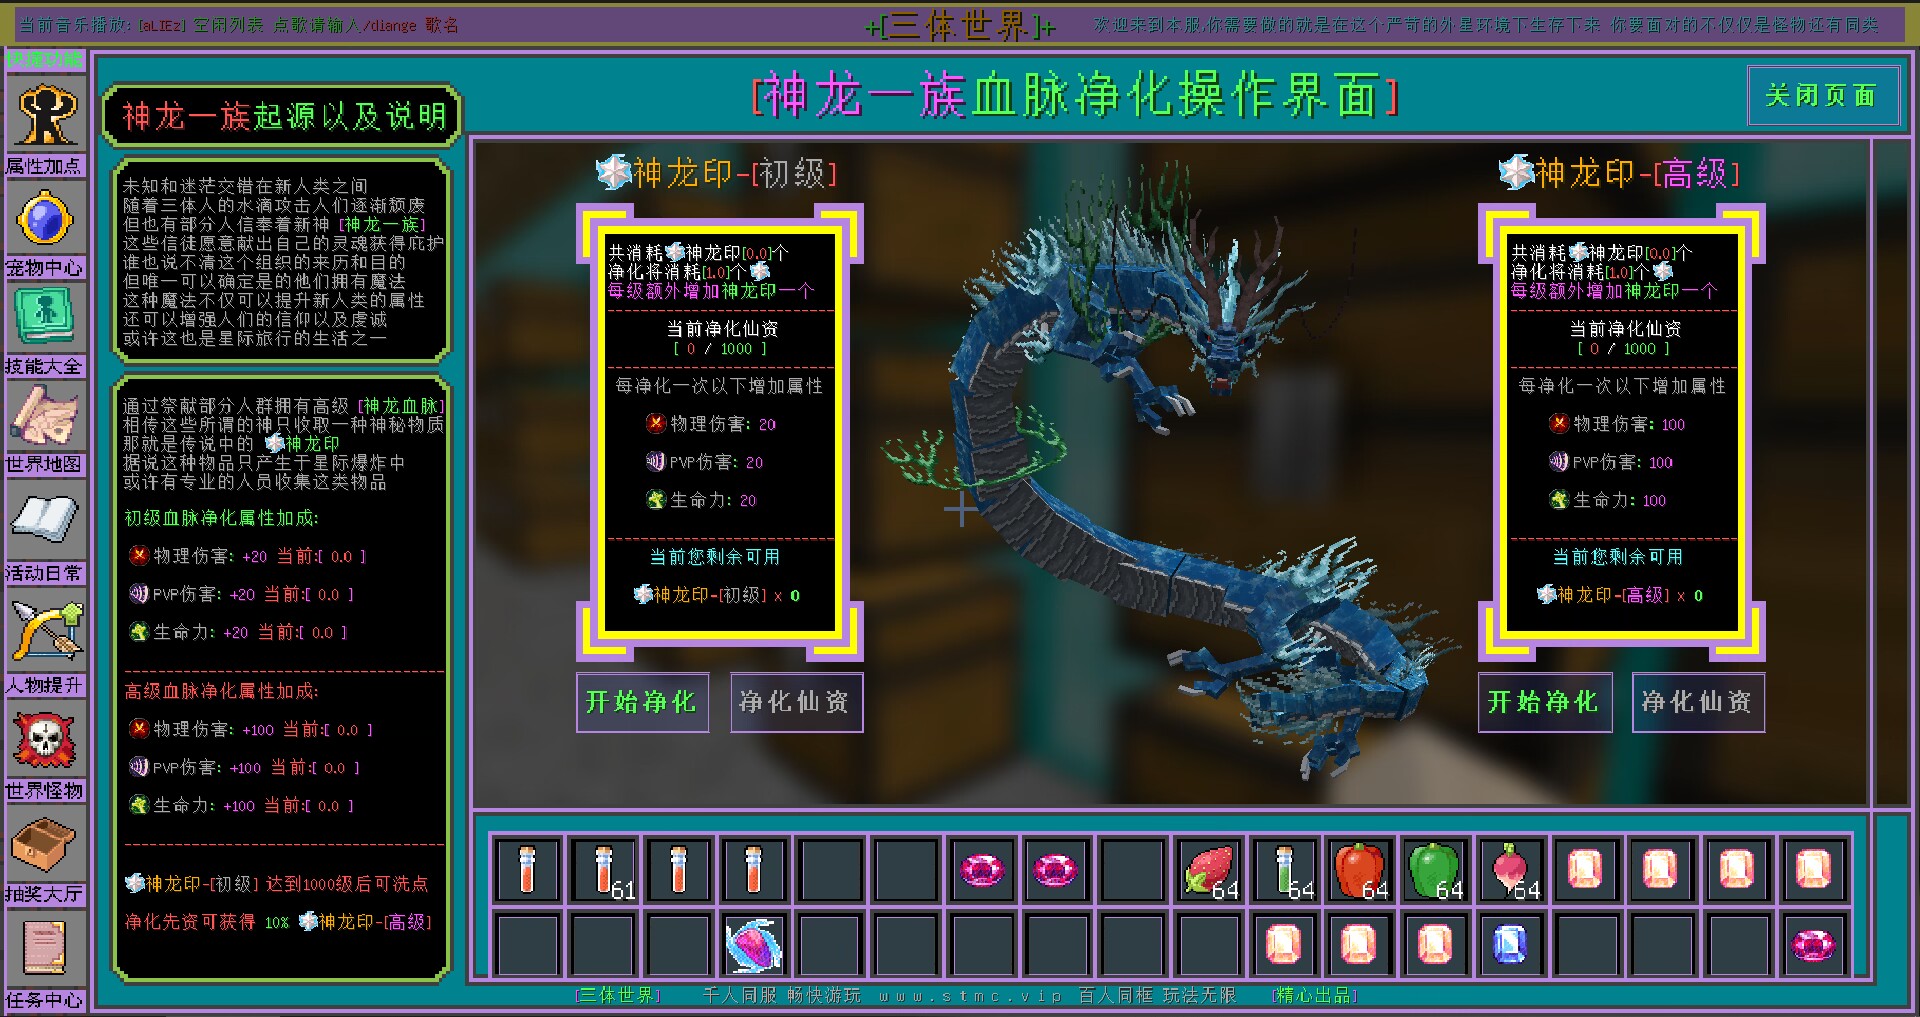 当前音乐播放: [aLIEz] 空闲列表 点歌请输入/diange 歌名
+[三体世界]+
欢迎来到本服,你需要做的就是在这个严苛的外星环境下生存下来 你要面对的不仅仅是怪物还有同类
快捷功能
属性加点
宠物中心
技能大全
世界地图
活动日常
人物提升
世界怪物
抽奖大厅
任务中心
神龙一族起源以及说明
[神龙一族血脉净化操作界面]
关闭页面
未知和迷茫交错在新人类之间
随着三体人的水滴攻击人们逐渐颓废
但也有部分人信奉着新神 [神龙一族]
这些信徒愿意献出自己的灵魂获得庇护
谁也说不清这个组织的来历和目的
但唯一可以确定是的他们拥有魔法
这种魔法不仅可以提升新人类的属性
还可以增强人们的信仰以及虔诚
或许这也是星际旅行的生活之一
通过祭献部分人群拥有高级 [神龙血脉]
相传这些所谓的神只收取一种神秘物质
那就是传说中的 神龙印
据说这种物品只产生于星际爆炸中
或许有专业的人员收集这类物品
初级血脉净化属性加成:
物理伤害: +20 当前:[ 0.0 ]
PVP伤害: +20 当前:[ 0.0 ]
生命力: +20 当前:[ 0.0 ]
高级血脉净化属性加成:
物理伤害: +100 当前:[ 0.0 ]
PVP伤害: +100 当前:[ 0.0 ]
生命力: +100 当前:[ 0.0 ]
神龙印-[初级] 达到1000级后可洗点
净化先资可获得 10% 神龙印-[高级]
神龙印-[初级]
共消耗神龙印[0.0]个
净化将消耗[1.0]个
每级额外增加神龙印一个
当前净化仙资
[ 0 / 1000 ]
每净化一次以下增加属性
物理伤害: 20
PVP伤害: 20
生命力: 20
当前您剩余可用
神龙印-[初级] x 0
开始净化
净化仙资
神龙印-[高级]
共消耗神龙印[0.0]个
净化将消耗[1.0]个
每级额外增加神龙印一个
当前净化仙资
[ 0 / 1000 ]
每净化一次以下增加属性
物理伤害: 100
PVP伤害: 100
生命力: 100
当前您剩余可用
神龙印-[高级] x 0
开始净化
净化仙资
61
64
64
64
64
64
[三体世界] 千人同服 畅快游玩 www.stmc.vip 百人同框 玩法无限 [精心出品]